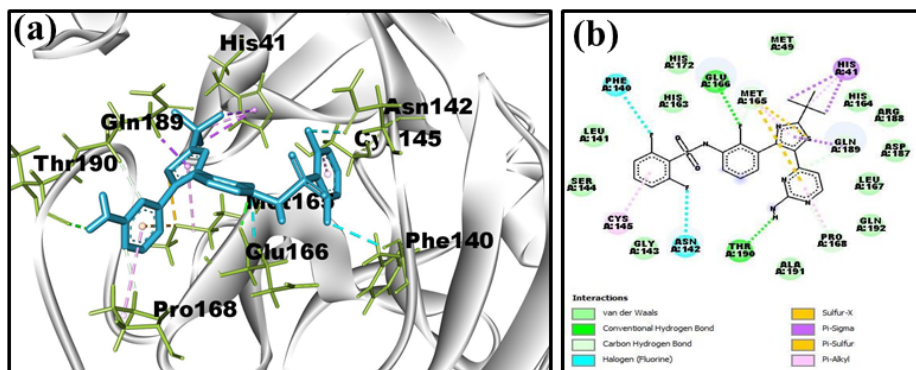 (a)
His41
Gln189
Asn142
Cys145
Thr190
Met165
Glu166
Phe140
Pro168
(b)
MET
A:49
HIS
A:172
GLU
A:166
HIS
A:41
PHE
A:140
MET
A:165
HIS
A:163
HIS
A:164
ARG
A:188
LEU
A:141
GLN
A:189
ASP
A:187
SER
A:144
LEU
A:167
CYS
A:145
GLN
A:192
PRO
A:168
GLY
A:143
ASN
A:142
THR
A:190
ALA
A:191
S
N
H
Interactions
van der Waals
Conventional Hydrogen Bond
Carbon Hydrogen Bond
Halogen (Fluorine)
Sulfur-X
Pi-Sigma
Pi-Sulfur
Pi-Alkyl